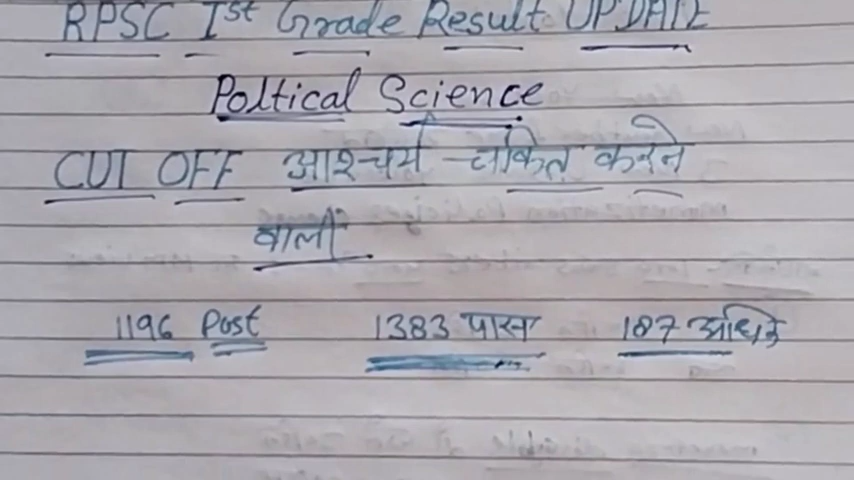 RPSC Ist Grade Result UPDATE
Poltical Science
CUT OFF आश्चर्य चकित करने
वाली
1196 Post 1383 पास 187 अधिक